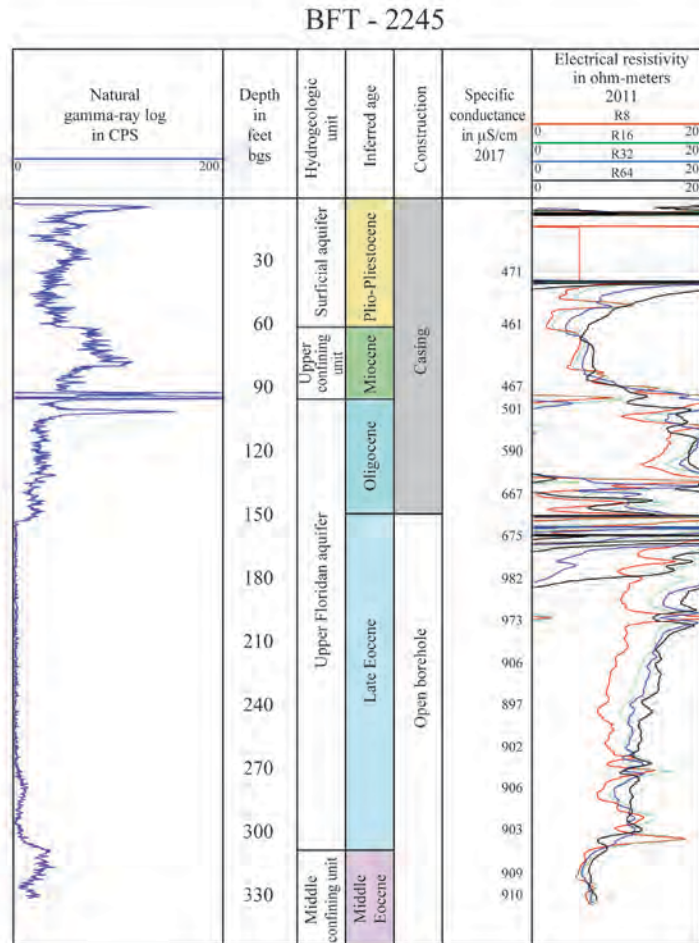 BFT - 2245
Natural
gamma-ray log
in CPS
0 200
Depth
in
feet
bgs
Hydrogeologic
unit
Inferred age
Construction
Specific
conductance
in µS/cm
2017
Electrical resistivity
in ohm-meters
2011
R8
0 20
R16
0 20
R32
0 20
R64
0 20
30
60
90
120
150
180
210
240
270
300
330
Surficial aquifer
Upper
confining
unit
Upper Floridan aquifer
Middle
confining unit
Plio-Pliestocene
Miocene
Oligocene
Late Eocene
Middle
Eocene
Casing
Open borehole
471
461
467
501
590
667
675
982
973
906
897
902
906
903
909
910